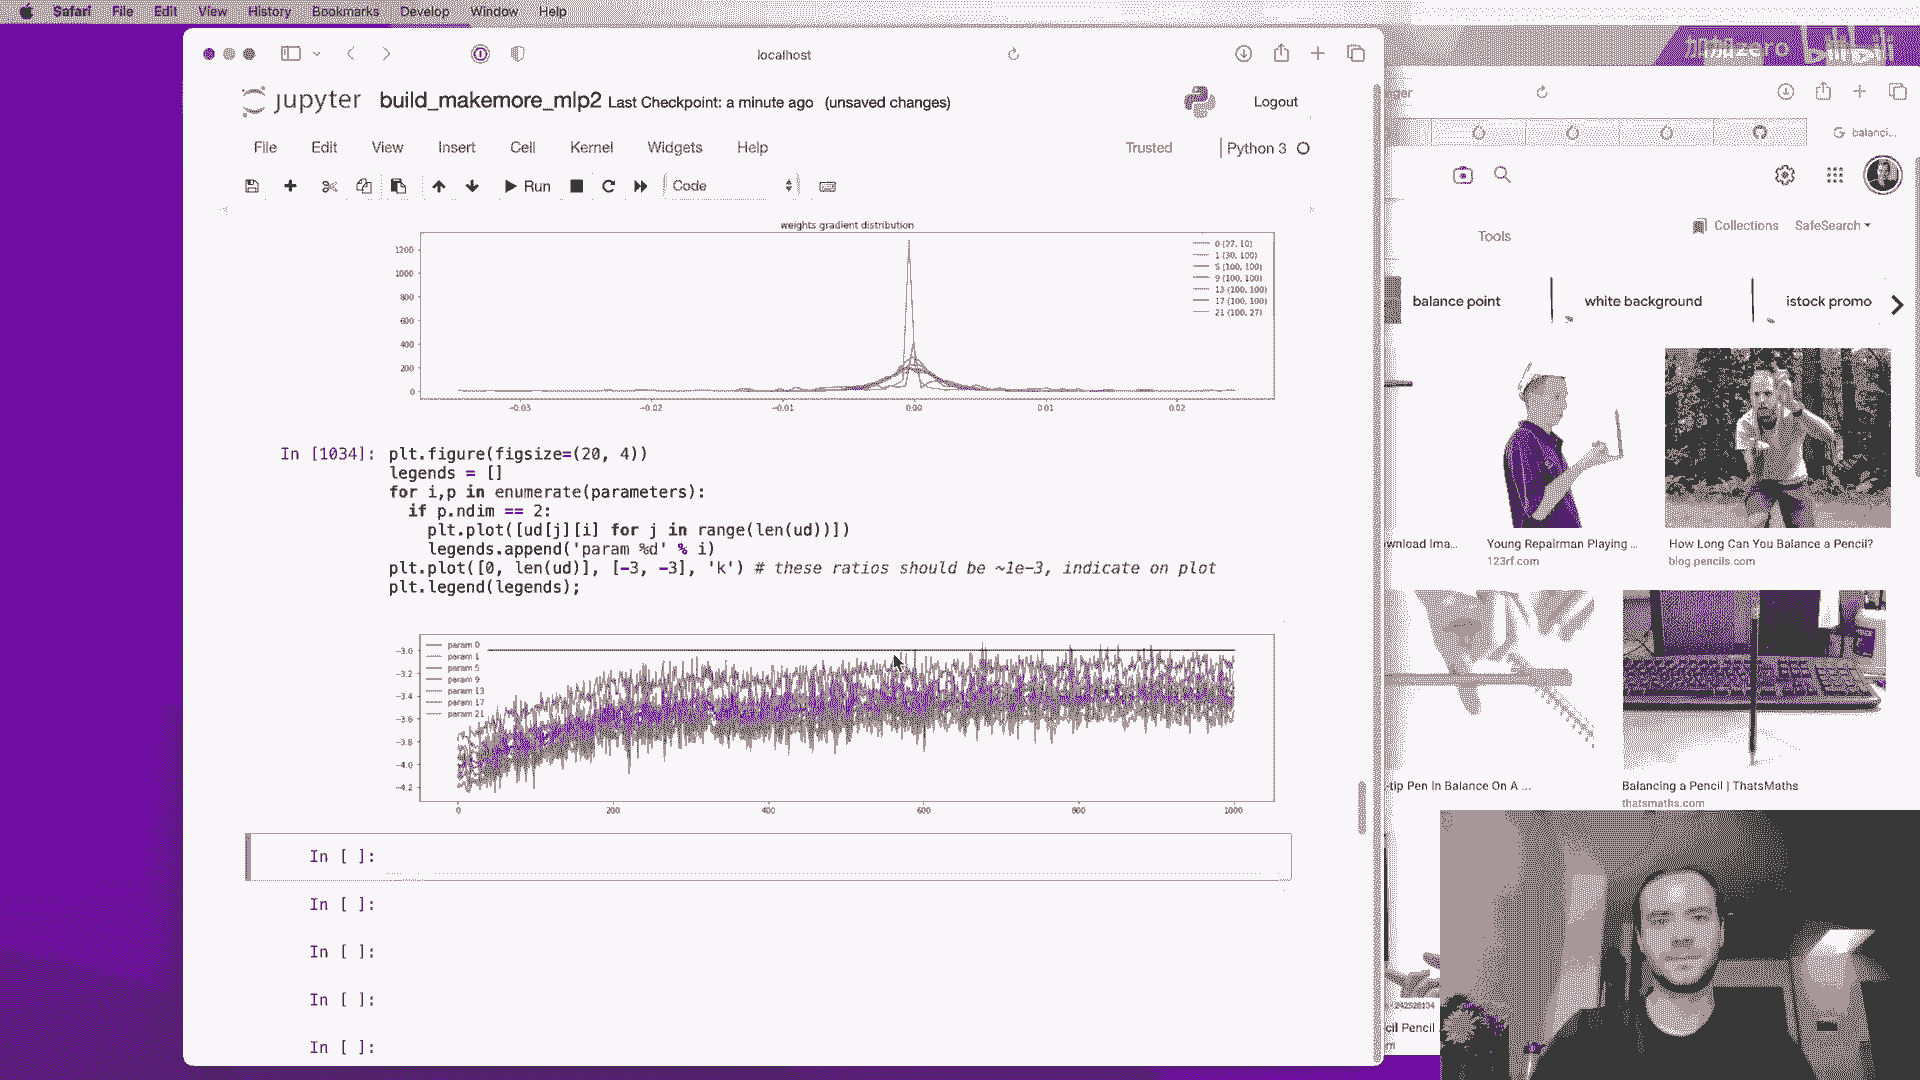 Safari File Edit View History Bookmarks Develop Window Help
加加zero bilibili
localhost
jupyter build_makemore_mlp2 Last Checkpoint: a minute ago (unsaved changes)
Logout
File Edit View Insert Cell Kernel Widgets Help
Trusted Python 3
Run Code
weights gradient distribution
1200
1000
800
600
400
200
0
0 (27, 10)
1 (30, 100)
5 (100, 100)
9 (100, 100)
13 (100, 100)
17 (100, 100)
21 (100, 27)
−0.03 −0.02 −0.01 0.00 0.01 0.02
In [1034]: plt.figure(figsize=(20, 4))
legends = []
for i,p in enumerate(parameters):
if p.ndim == 2:
plt.plot([ud[j][i] for j in range(len(ud))])
legends.append('param %d' % i)
plt.plot([0, len(ud)], [-3, -3], 'k') # these ratios should be ~1e-3, indicate on plot
plt.legend(legends);
−3.0
−3.2
−3.4
−3.6
−3.8
−4.0
−4.2
param 0
param 1
param 5
param 9
param 13
param 17
param 21
0 200 400 600 800 1000
In [ ]:
In [ ]:
In [ ]:
In [ ]:
In [ ]:
balanci...
Collections SafeSearch
Tools
balance point white background istock promo
wnload Ima... Young Repairman Playing ... How Long Can You Balance a Pencil?
123rf.com blog.pencils.com
-tip Pen In Balance On A ... Balancing a Pencil | ThatsMaths
thatsmaths.com
242528134
cil Pencil